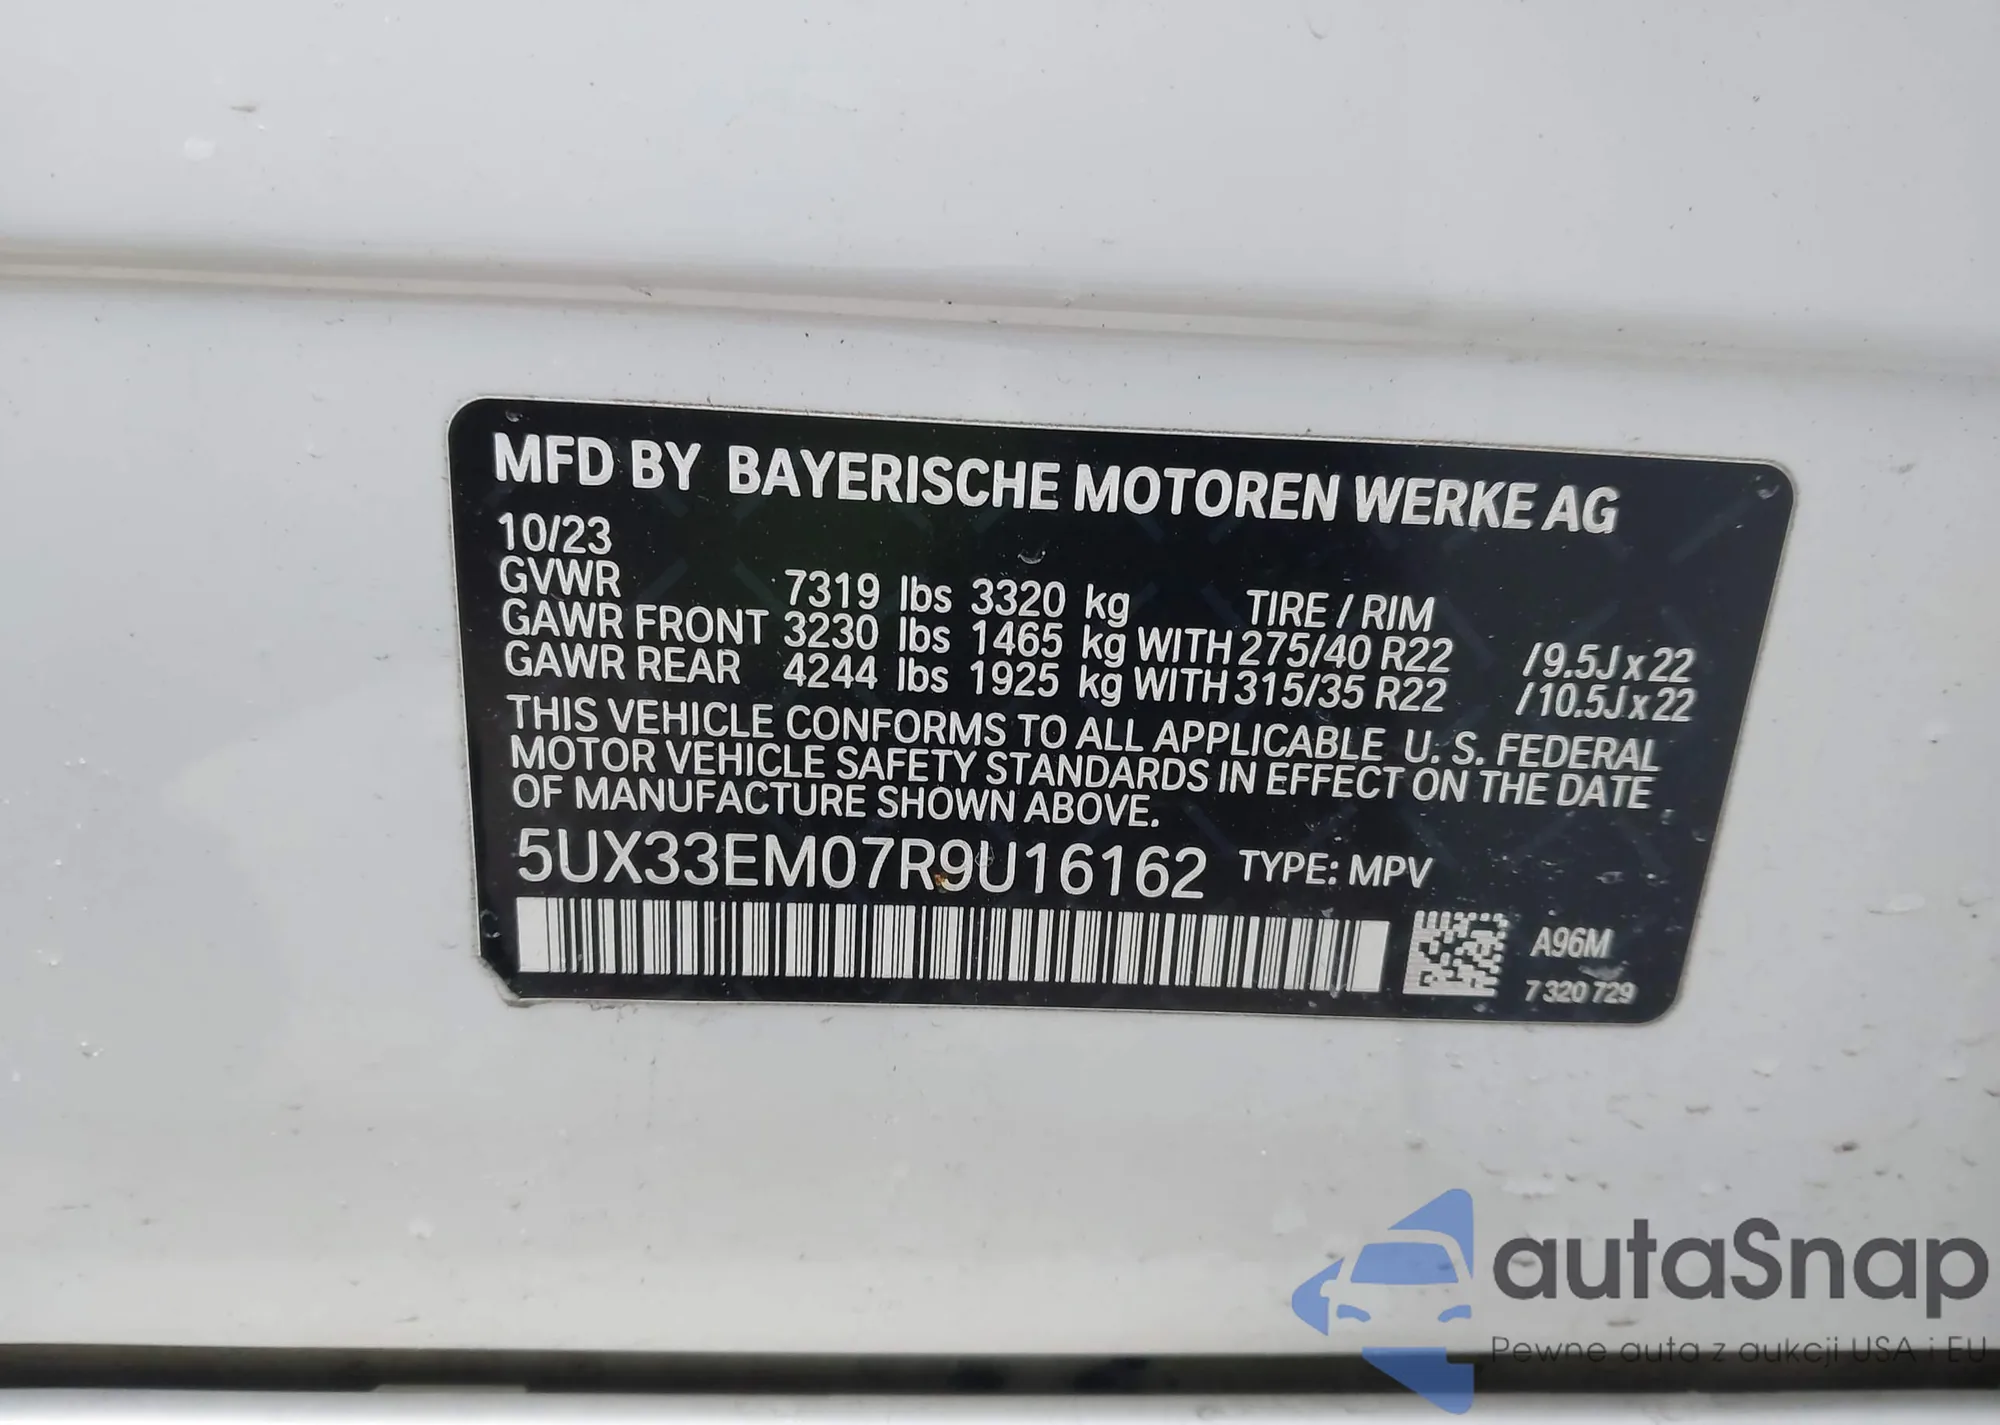 MFD BY BAYERISCHE MOTOREN WERKE AG
10/23
GVWR 7319 lbs 3320 kg TIRE / RIM
GAWR FRONT 3230 lbs 1465 kg WITH 275/40 R22 /9.5J x 22
GAWR REAR 4244 lbs 1925 kg WITH 315/35 R22 /10.5J x 22
THIS VEHICLE CONFORMS TO ALL APPLICABLE U. S. FEDERAL
MOTOR VEHICLE SAFETY STANDARDS IN EFFECT ON THE DATE
OF MANUFACTURE SHOWN ABOVE.
5UX33EM07R9U16162 TYPE: MPV
A96M
7 320 729
autaSnap
Pewne auta z aukcji USA i EU